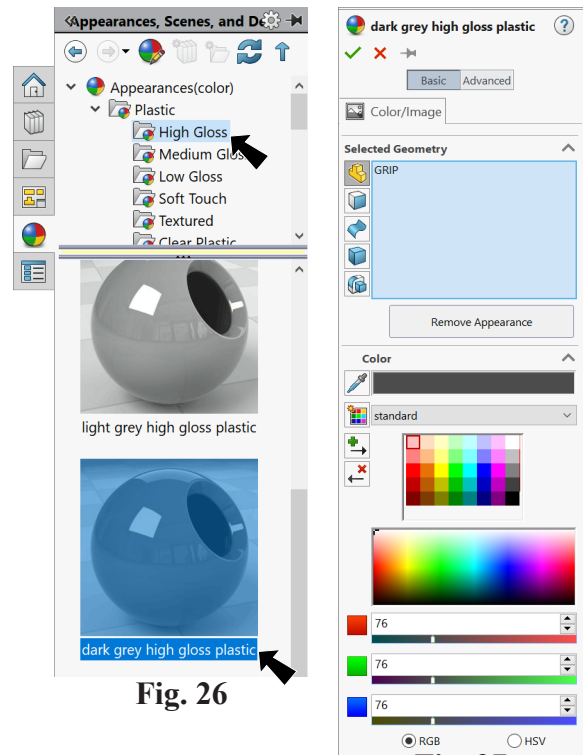 Appearances, Scenes, and De
Appearances(color)
Plastic
High Gloss
Medium Glo
Low Gloss
Soft Touch
Textured
Clear Plastic
light grey high gloss plastic
dark grey high gloss plastic
Fig. 26
dark grey high gloss plastic
?
Basic Advanced
Color/Image
Selected Geometry
GRIP
Remove Appearance
Color
standard
76
76
76
RGB HSV